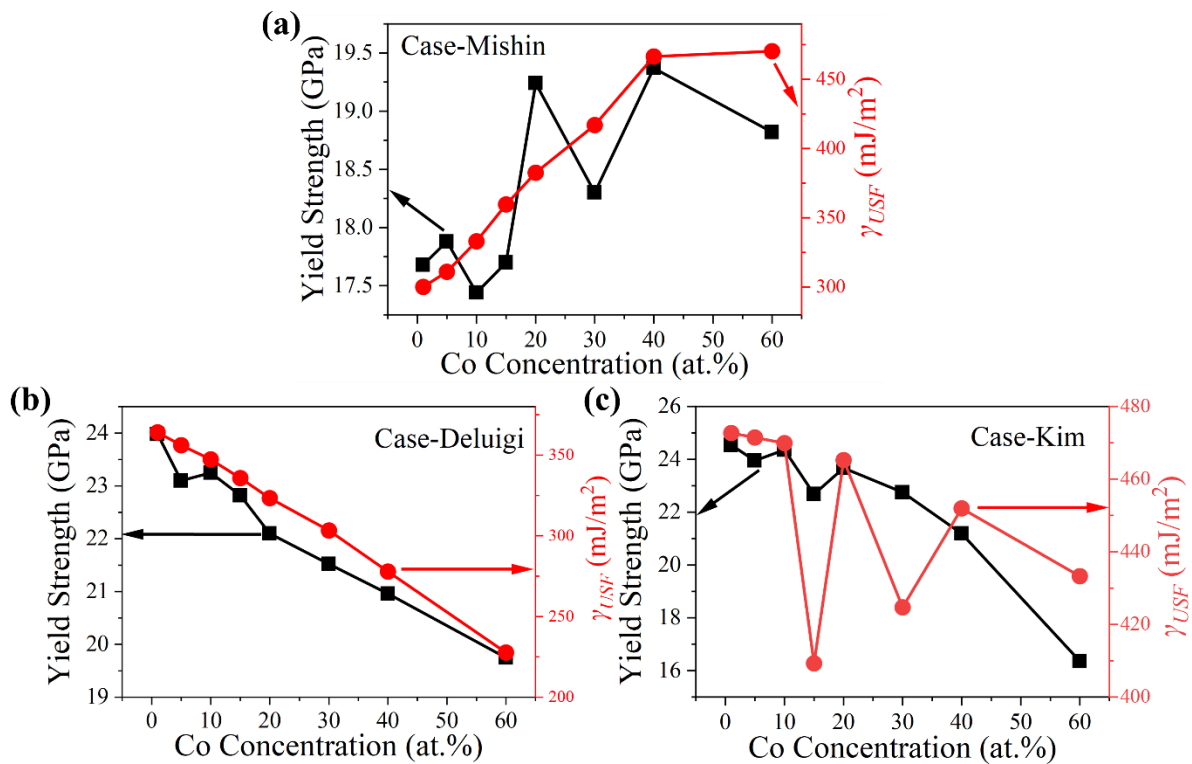 (a)
Case-Mishin
Yield Strength (GPa)
19.5
19.0
18.5
18.0
17.5
450
400
350
300
γUSF (mJ/m²)
0 10 20 30 40 50 60
Co Concentration (at.%)
(b)
Case-Deluigi
Yield Strength (GPa)
24
23
22
21
20
19
350
300
250
200
γUSF (mJ/m²)
0 10 20 30 40 50 60
Co Concentration (at.%)
(c)
Case-Kim
Yield Strength (GPa)
26
24
22
20
18
16
480
460
440
420
400
γUSF (mJ/m²)
0 10 20 30 40 50 60
Co Concentration (at.%)